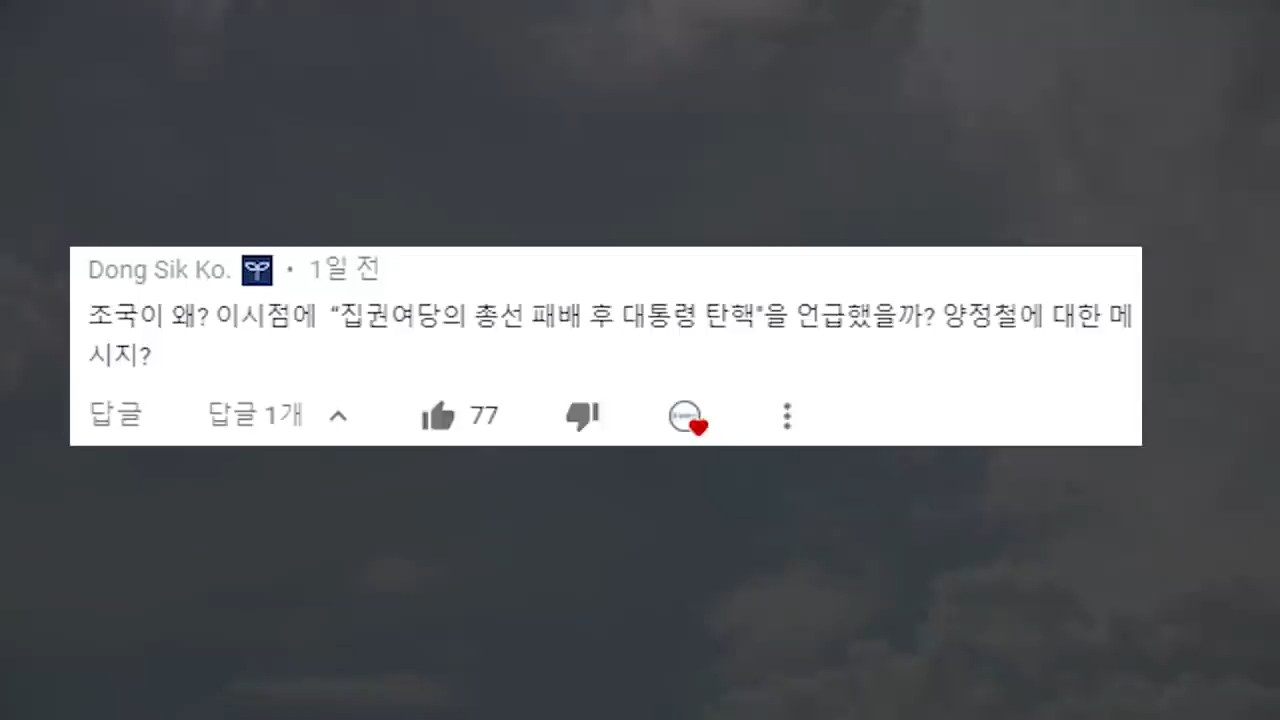 Dong Sik Ko. • 1일 전
조국이 왜? 이시점에 “집권여당의 총선 패배 후 대통령 탄핵"을 언급했을까? 양정철에 대한 메
시지?
답글 답글 1개 77